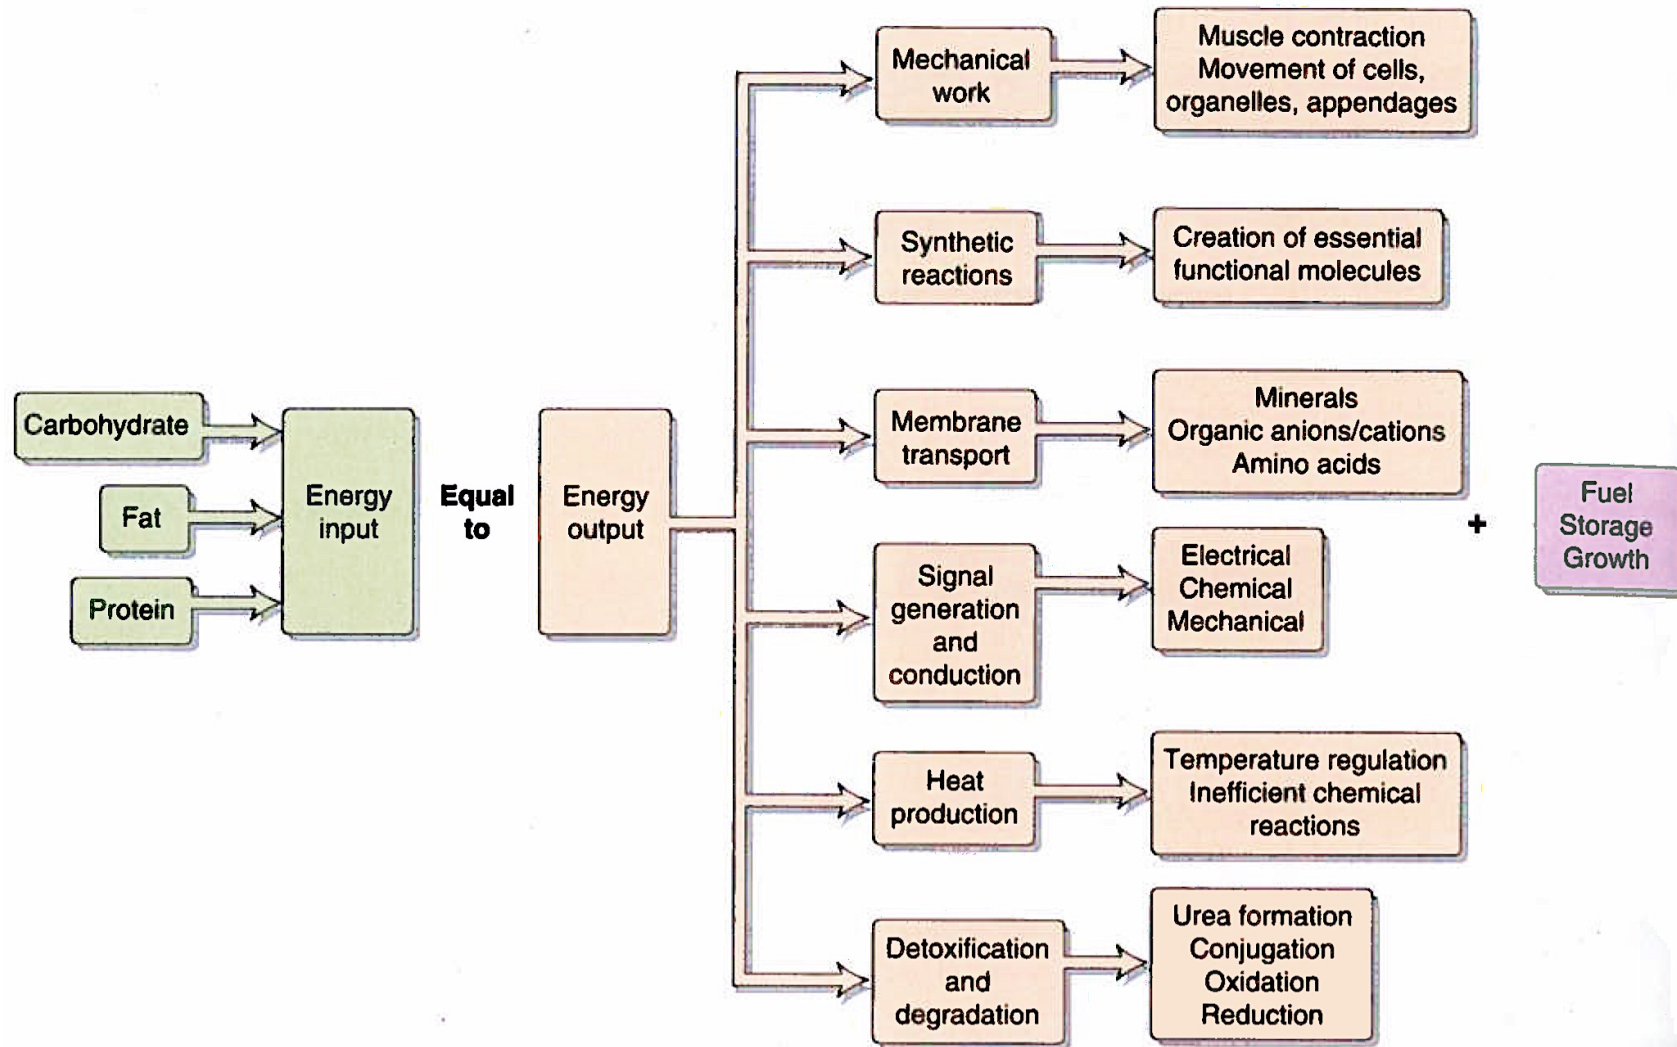 Carbohydrate
Fat
Protein
Energy
input
Equal
to
Energy
output
Mechanical
work
Muscle contraction
Movement of cells,
organelles, appendages
Synthetic
reactions
Creation of essential
functional molecules
Membrane
transport
Minerals
Organic anions/cations
Amino acids
Signal
generation
and
conduction
Electrical
Chemical
Mechanical
Heat
production
Temperature regulation
Inefficient chemical
reactions
Detoxification
and
degradation
Urea formation
Conjugation
Oxidation
Reduction
+
Fuel
Storage
Growth